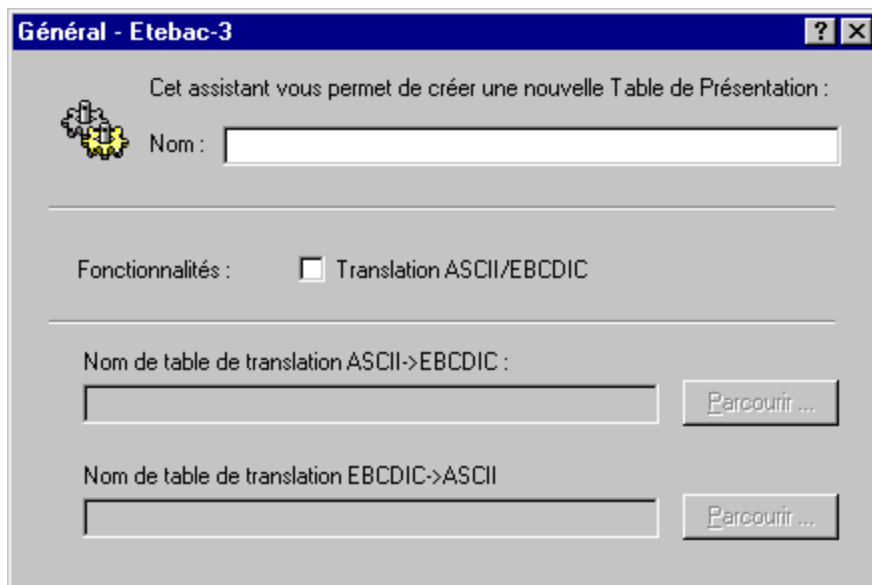 Général - Etebac-3
Cet assistant vous permet de créer une nouvelle Table de Présentation :
Nom :
Fonctionnalités : Translation ASCII/EBCDIC
Nom de table de translation ASCII->EBCDIC :
Parcourir ...
Nom de table de translation EBCDIC->ASCII
Parcourir ...